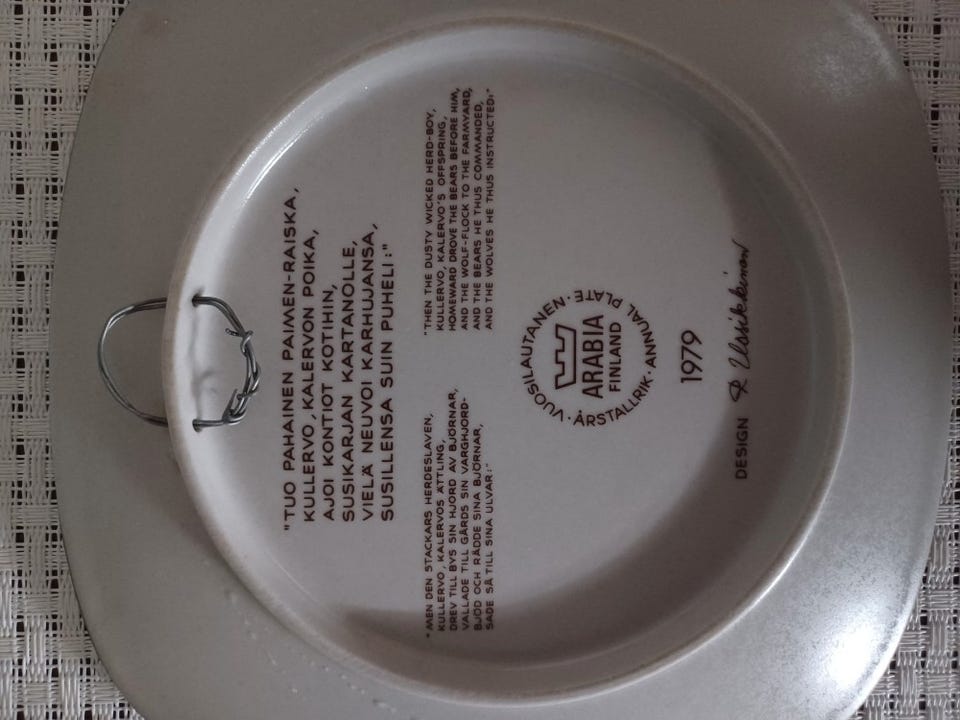 "TUO PAHAINEN PAIMEN-RAISKA,
KULLERVO, KALERVON POIKA,
AJOI KONTIOT KOTIHIN,
SUSIKARJAN KARTANOLLE,
VIELÄ NEUVOI KARHUJANSA,
SUSILLENSA SUIN PUHELI:"
"MEN DEN STACKARS HERDESLAVEN,
KULLERVO, KALERVOS ÄTTLING,
DREV TILL BYS SIN HJORD AV BJÖRNAR,
VALLADE TILL GÅRDS SIN VARGHJORD-
BJÖD OCH RÄDDE SINA BJÖRNAR,
SADE SÅ TILL SINA ULVAR:"
"THEN THE DUSTY WICKED HERD-BOY,
KULLERVO, KALERVO'S OFFSPRING,
HOMEWARD DROVE THE BEARS BEFORE HIM,
AND THE WOLF-FLOCK TO THE FARMYARD,
AND THE BEARS HE THUS COMMANDED,
AND THE WOLVES HE THUS INSTRUCTED:"
VUOSILAUTANEN · ÅRSTALLRIK · ANNUAL PLATE ·
ARABIA
FINLAND
1979
DESIGN R Uosikkinen